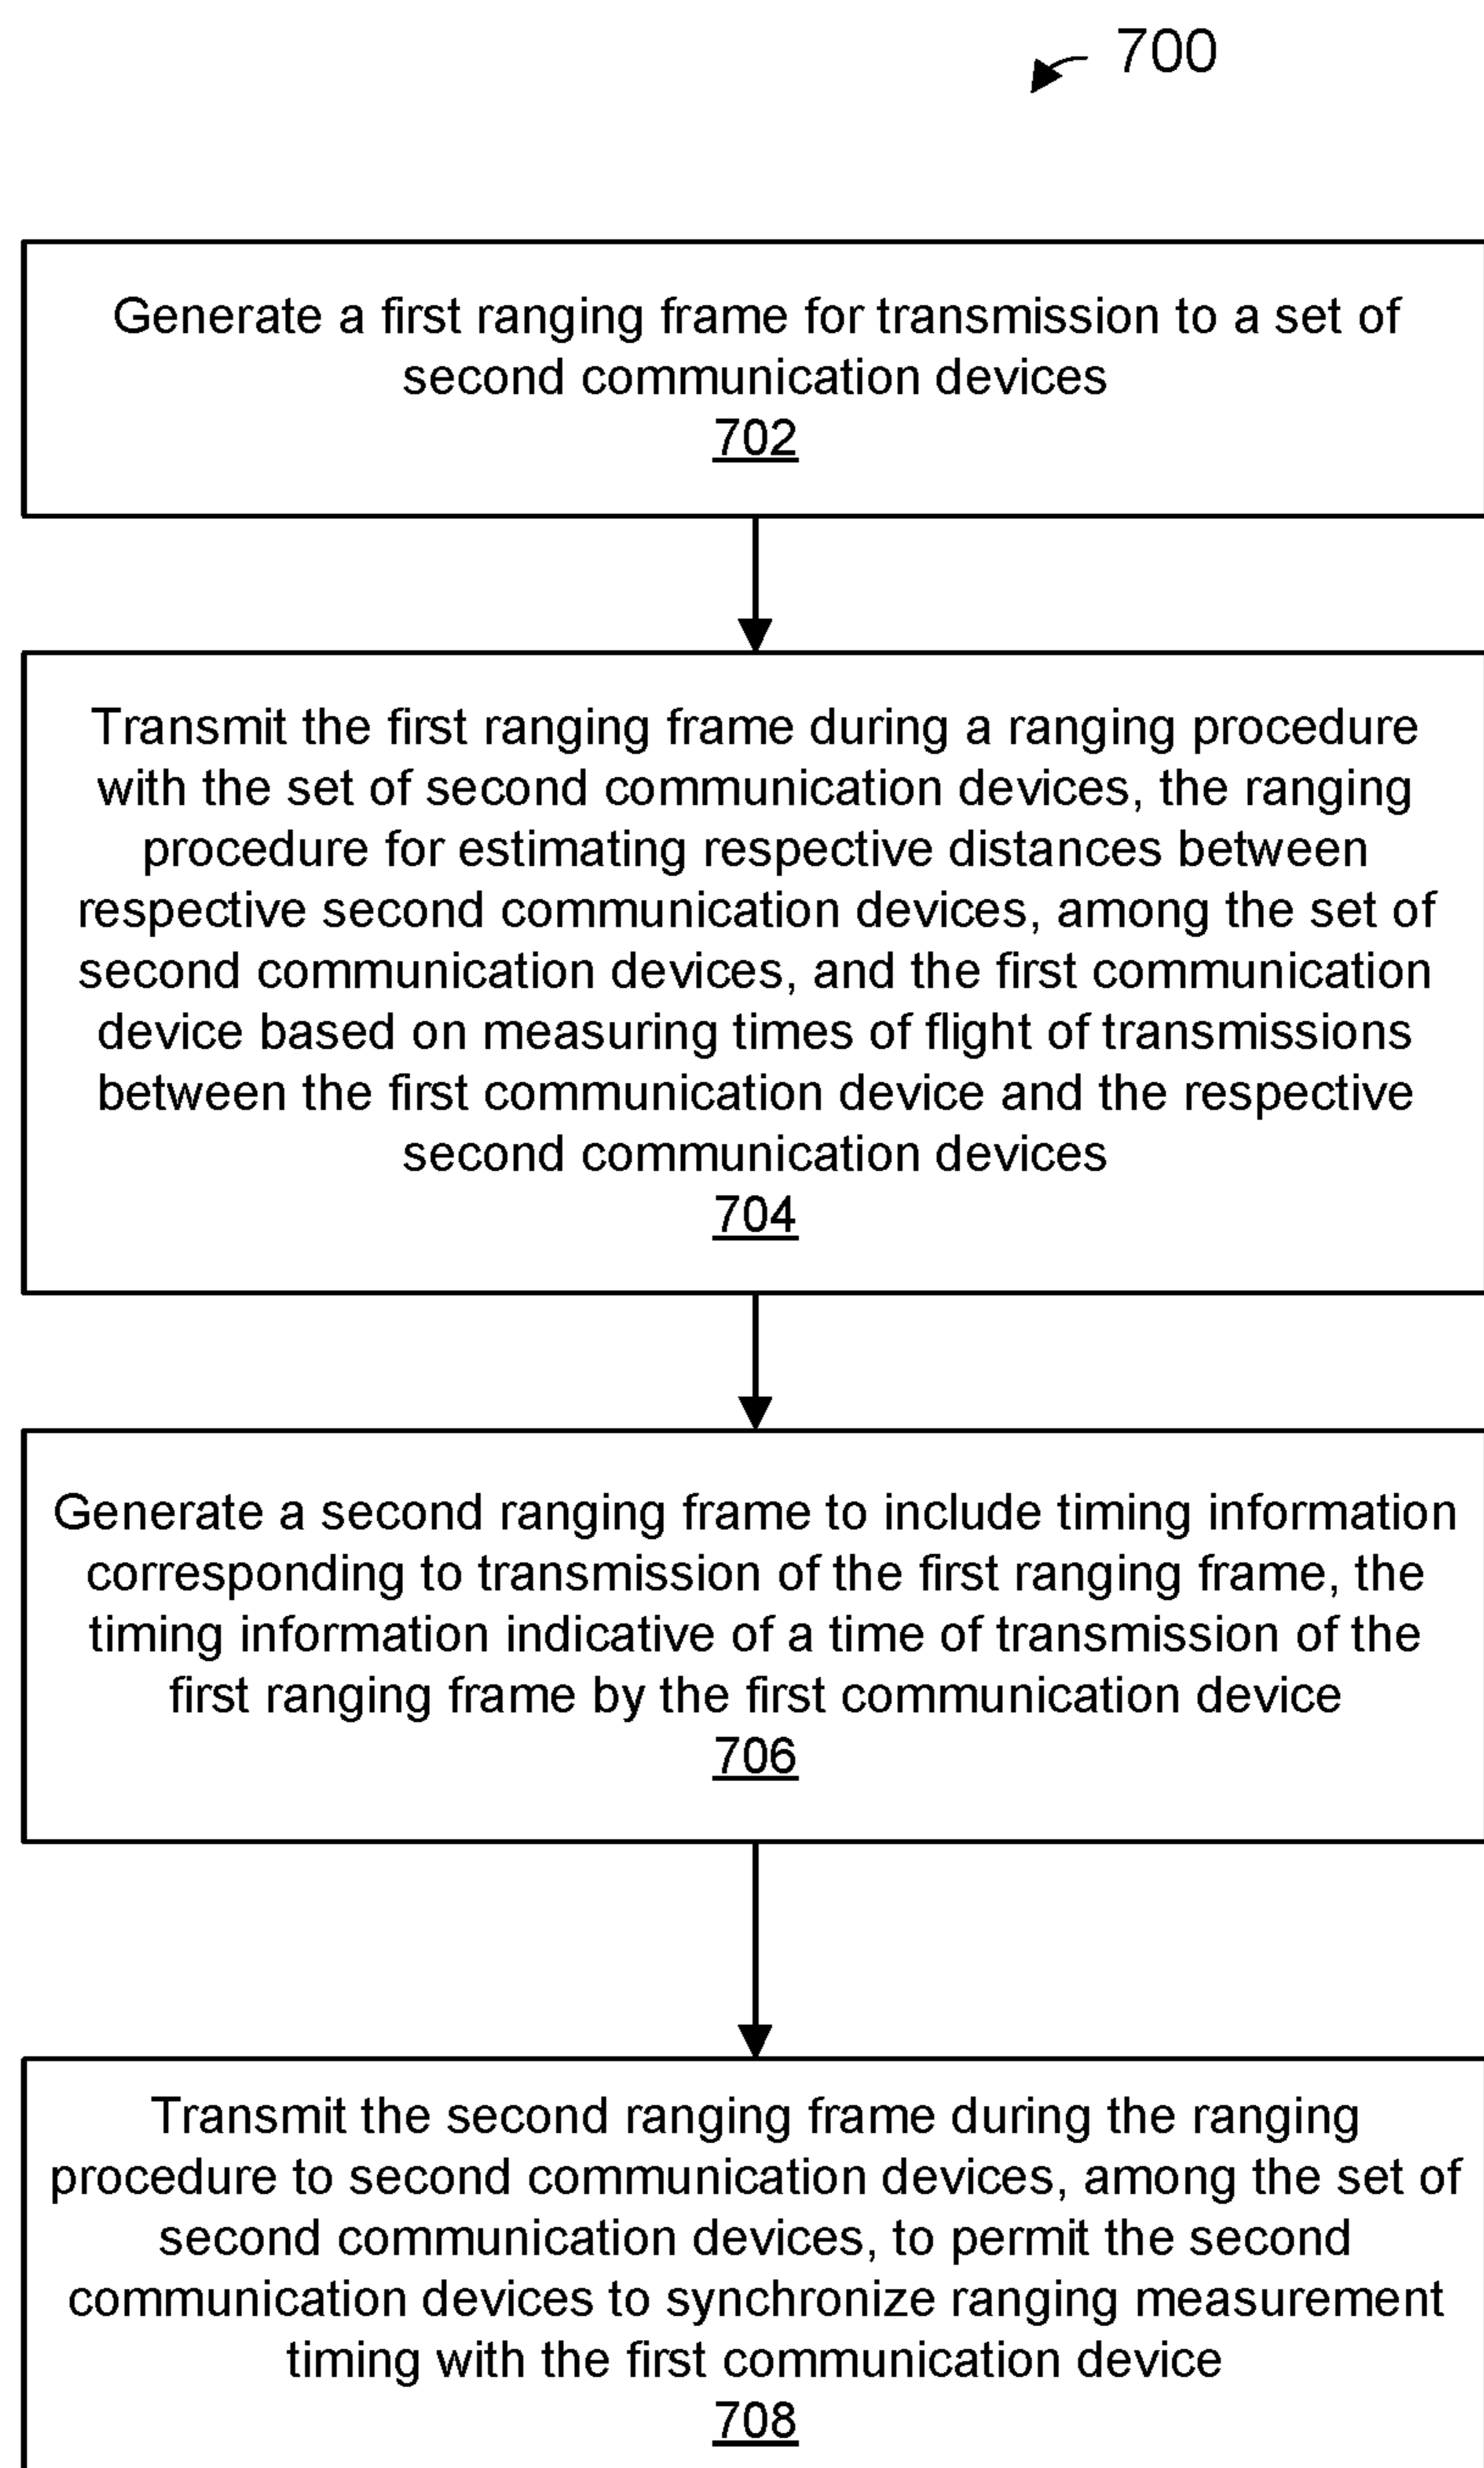 700
Generate a first ranging frame for transmission to a set of
second communication devices
702
Transmit the first ranging frame during a ranging procedure
with the set of second communication devices, the ranging
procedure for estimating respective distances between
respective second communication devices, among the set of
second communication devices, and the first communication
device based on measuring times of flight of transmissions
between the first communication device and the respective
second communication devices
704
Generate a second ranging frame to include timing information
corresponding to transmission of the first ranging frame, the
timing information indicative of a time of transmission of the
first ranging frame by the first communication device
706
Transmit the second ranging frame during the ranging
procedure to second communication devices, among the set of
second communication devices, to permit the second
communication devices to synchronize ranging measurement
timing with the first communication device
708